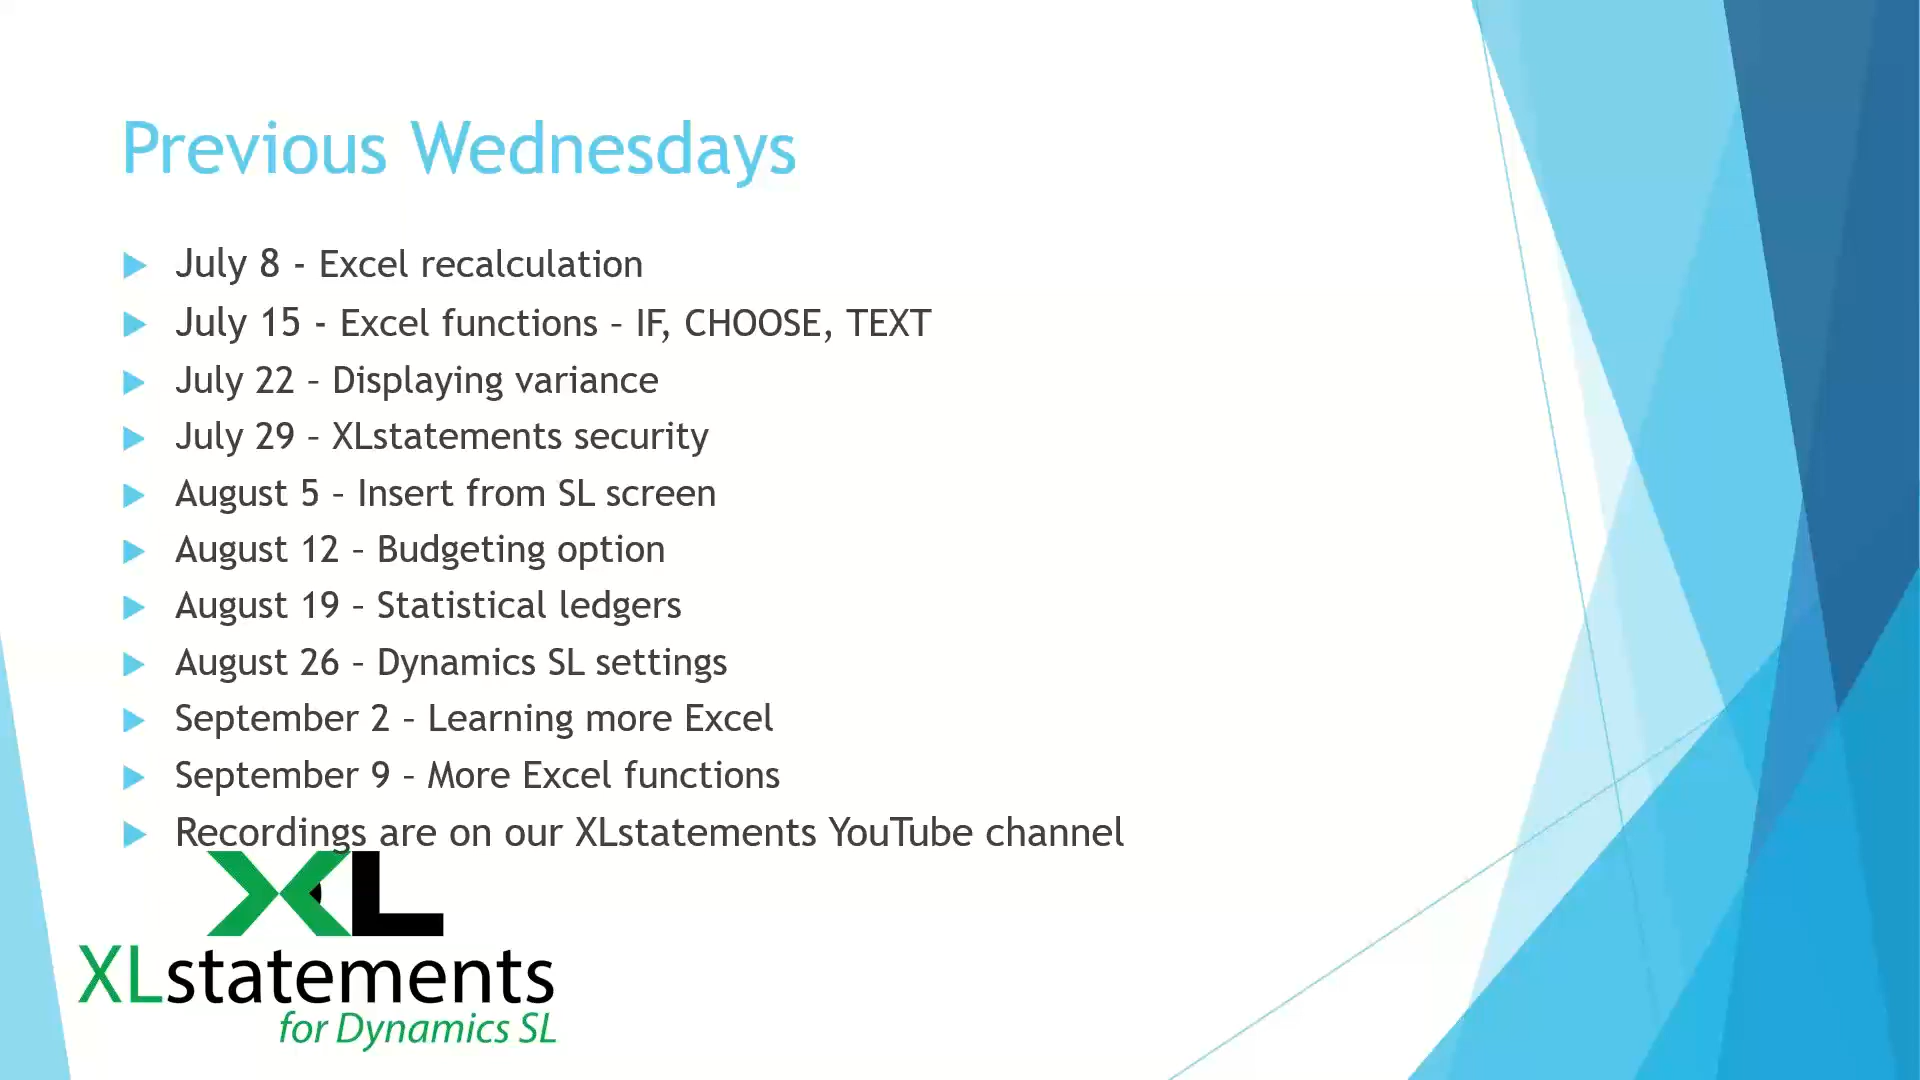 Previous Wednesdays
July 8 - Excel recalculation
July 15 - Excel functions – IF, CHOOSE, TEXT
July 22 – Displaying variance
July 29 – XLstatements security
August 5 – Insert from SL screen
August 12 – Budgeting option
August 19 – Statistical ledgers
August 26 – Dynamics SL settings
September 2 – Learning more Excel
September 9 – More Excel functions
Recordings are on our XLstatements YouTube channel
XL
XLstatements
for Dynamics SL